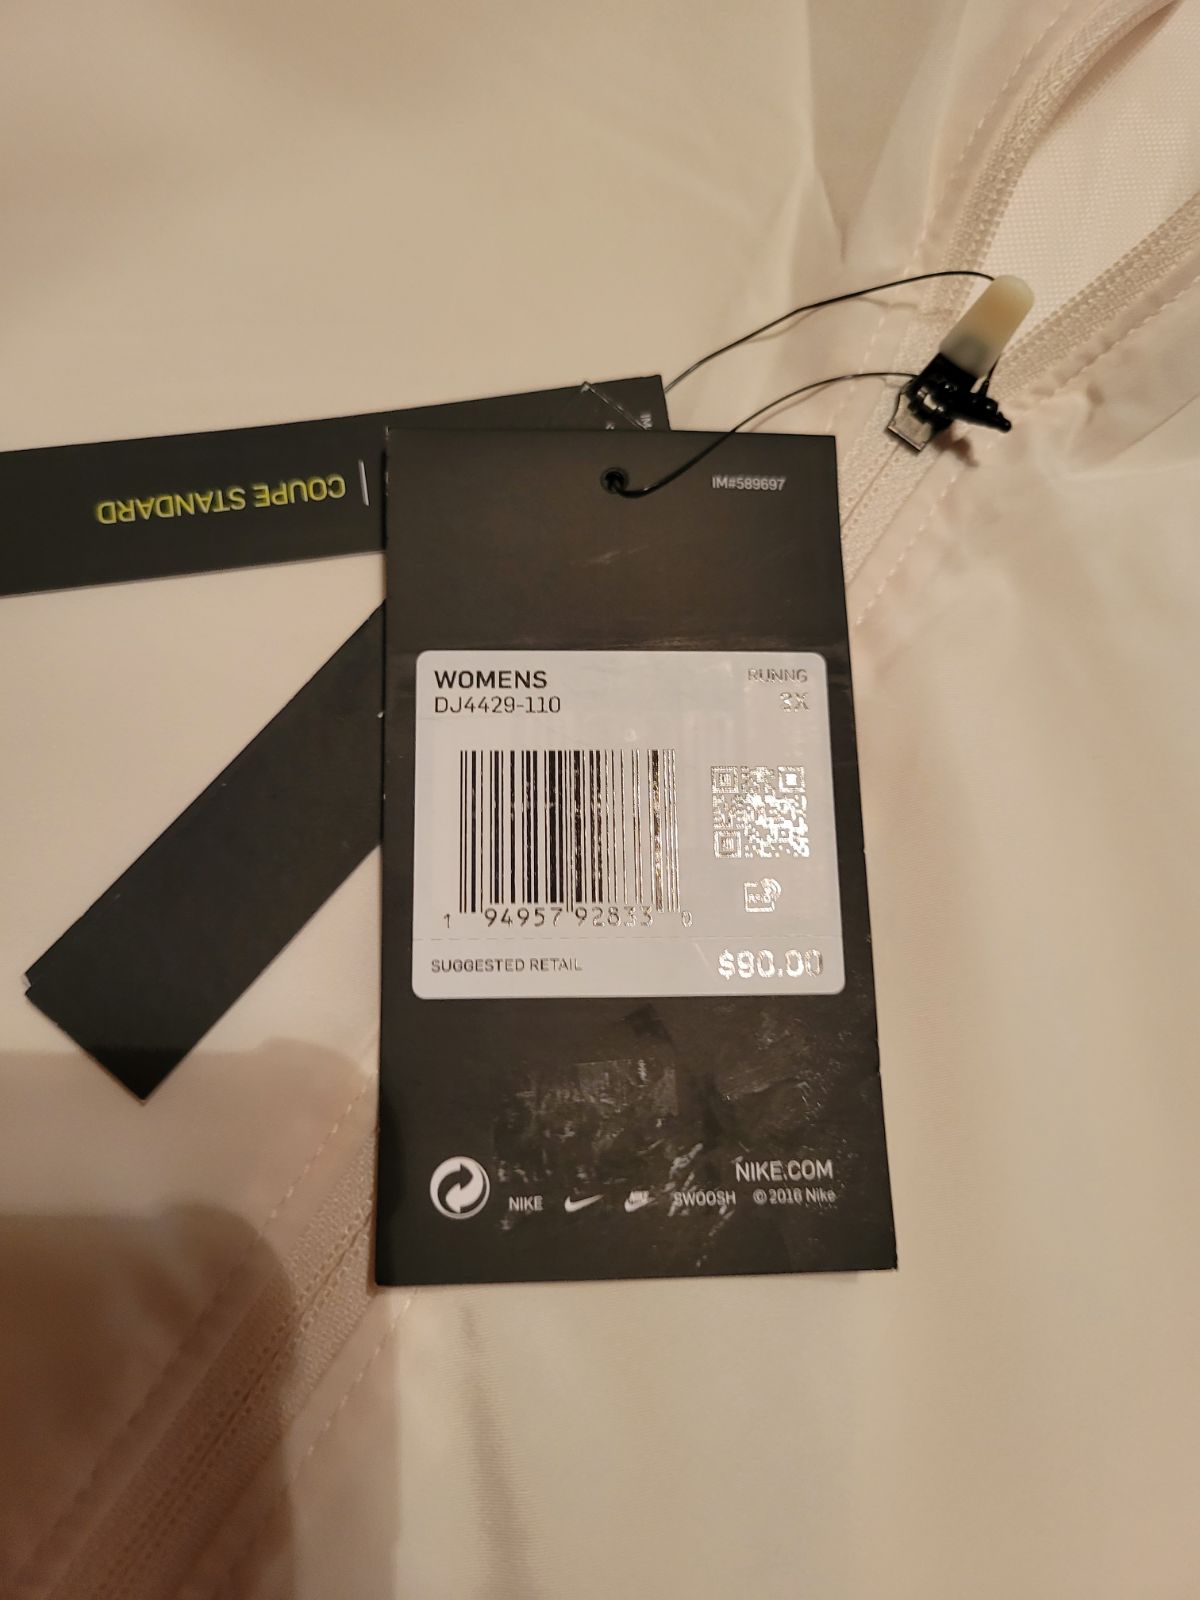 COUPE STANDARD
IM#589697
WOMENS
RUNNG
DJ4429-110
3X
1 94957 92833 0
SUGGESTED RETAIL
$90.00
NIKE.COM
NIKE
SWOOSH
© 2018 Nike